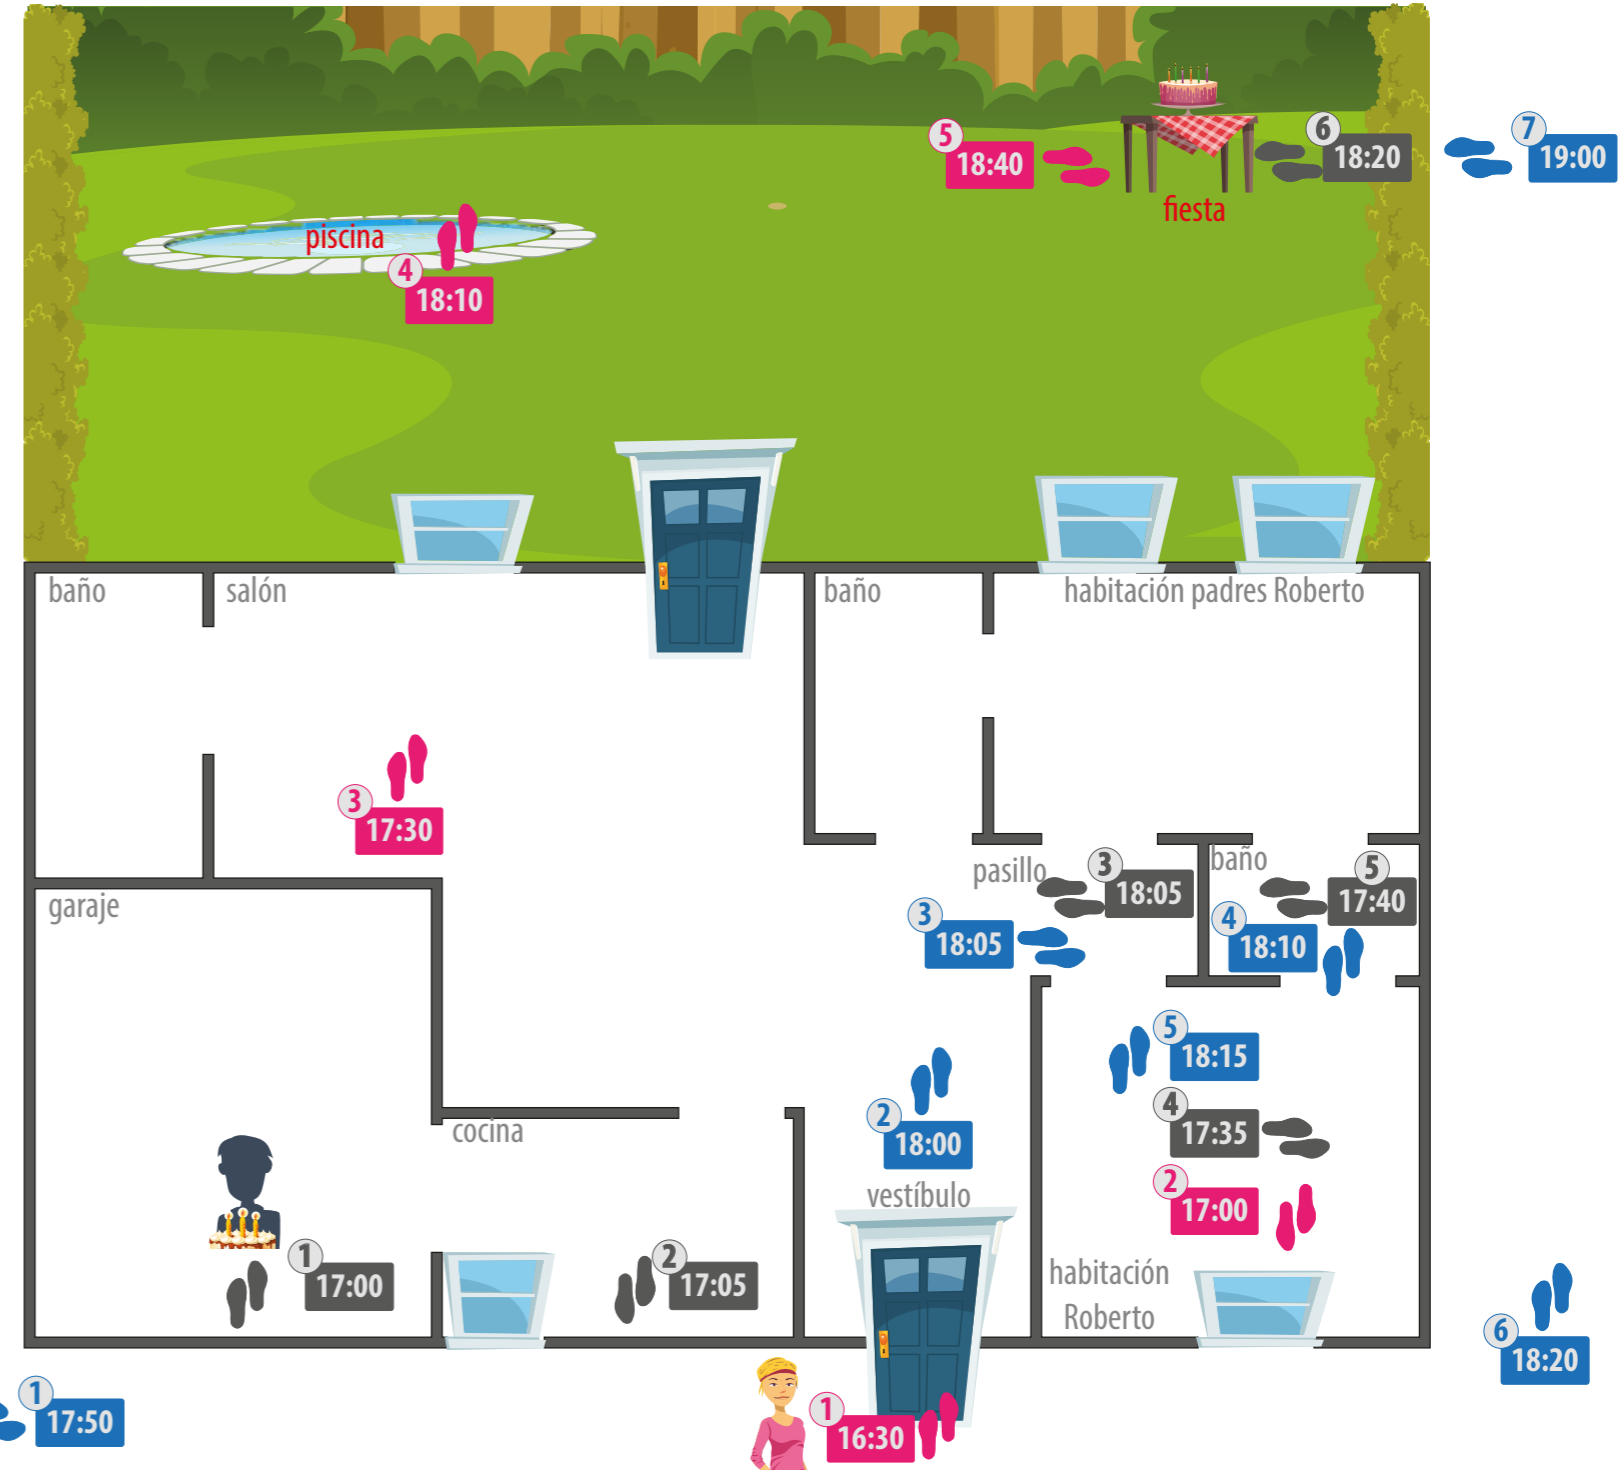 5
18:40
6
18:20
7
19:00
fiesta
piscina
4
18:10
baño
salón
baño
habitación padres Roberto
3
17:30
pasillo
3
18:05
baño
5
17:40
garaje
3
18:05
4
18:10
5
18:15
cocina
2
18:00
4
17:35
vestíbulo
2
17:00
1
17:00
2
17:05
habitación
Roberto
6
18:20
1
17:50
1
16:30